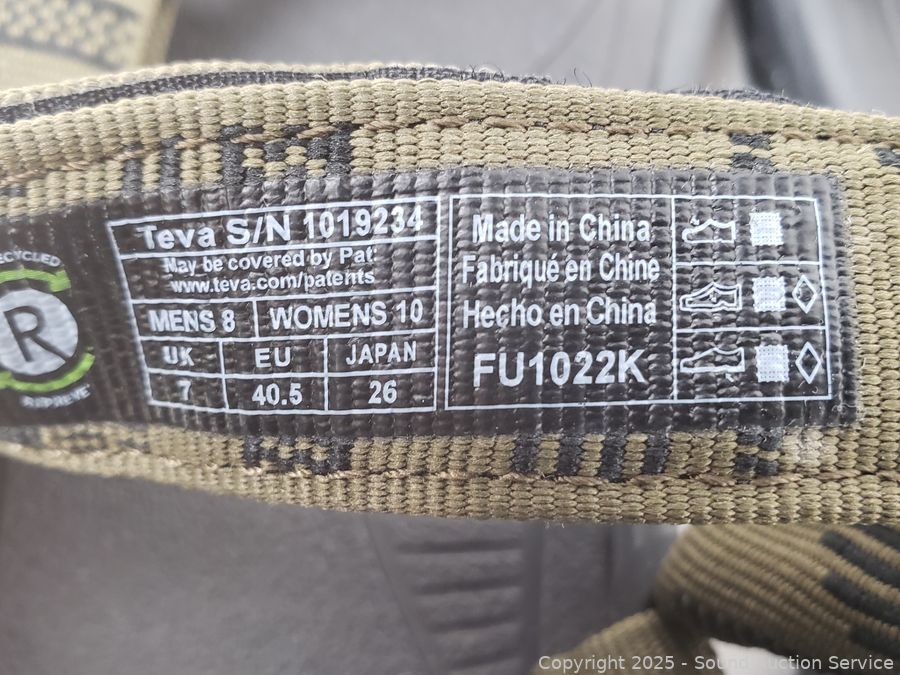 R
Teva S/N 1019234
May be covered by Pat
www.teva.com/patents
MENS 8 WOMENS 10
UK EU JAPAN
7 40.5 26
Made in China
Fabriqué en Chine
Hecho en China
FU1022K
Copyright 2025 - Sound Auction Service